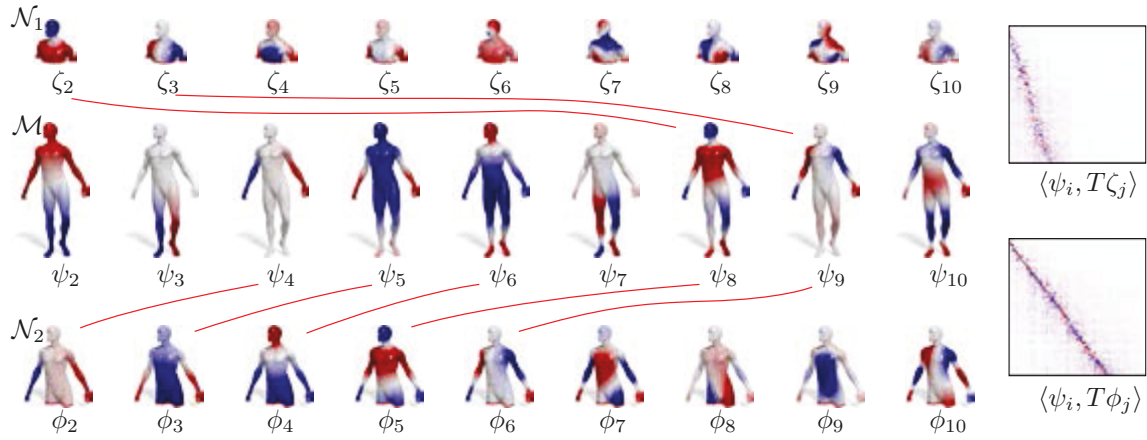 𝒩₁
ζ₂ ζ₃ ζ₄ ζ₅ ζ₆ ζ₇ ζ₈ ζ₉ ζ₁₀
ℳ
⟨ψᵢ, Tζⱼ⟩
ψ₂ ψ₃ ψ₄ ψ₅ ψ₆ ψ₇ ψ₈ ψ₉ ψ₁₀
𝒩₂
⟨ψᵢ, Tϕⱼ⟩
ϕ₂ ϕ₃ ϕ₄ ϕ₅ ϕ₆ ϕ₇ ϕ₈ ϕ₉ ϕ₁₀